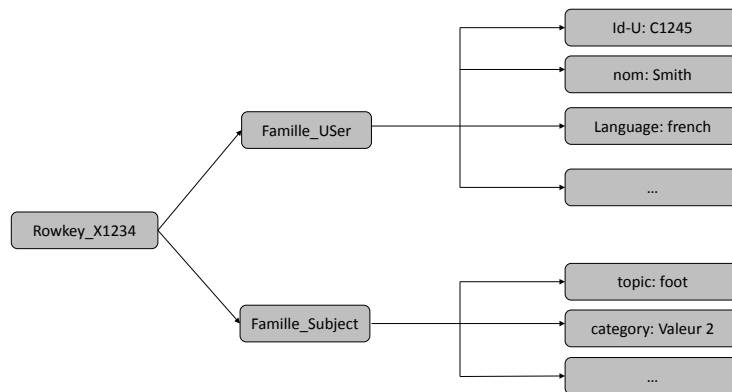 Id-U: C1245
nom: Smith
Famille_USer
Language: french
...
Rowkey_X1234
topic: foot
Famille_Subject
category: Valeur 2
...